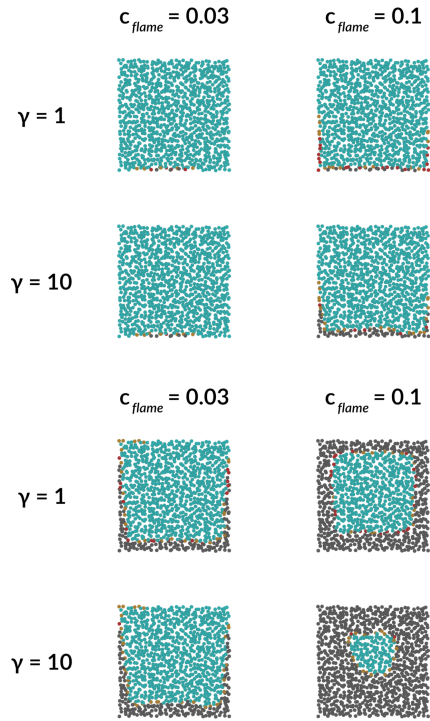 c_flame = 0.03 c_flame = 0.1
γ = 1
γ = 10
c_flame = 0.03 c_flame = 0.1
γ = 1
γ = 10